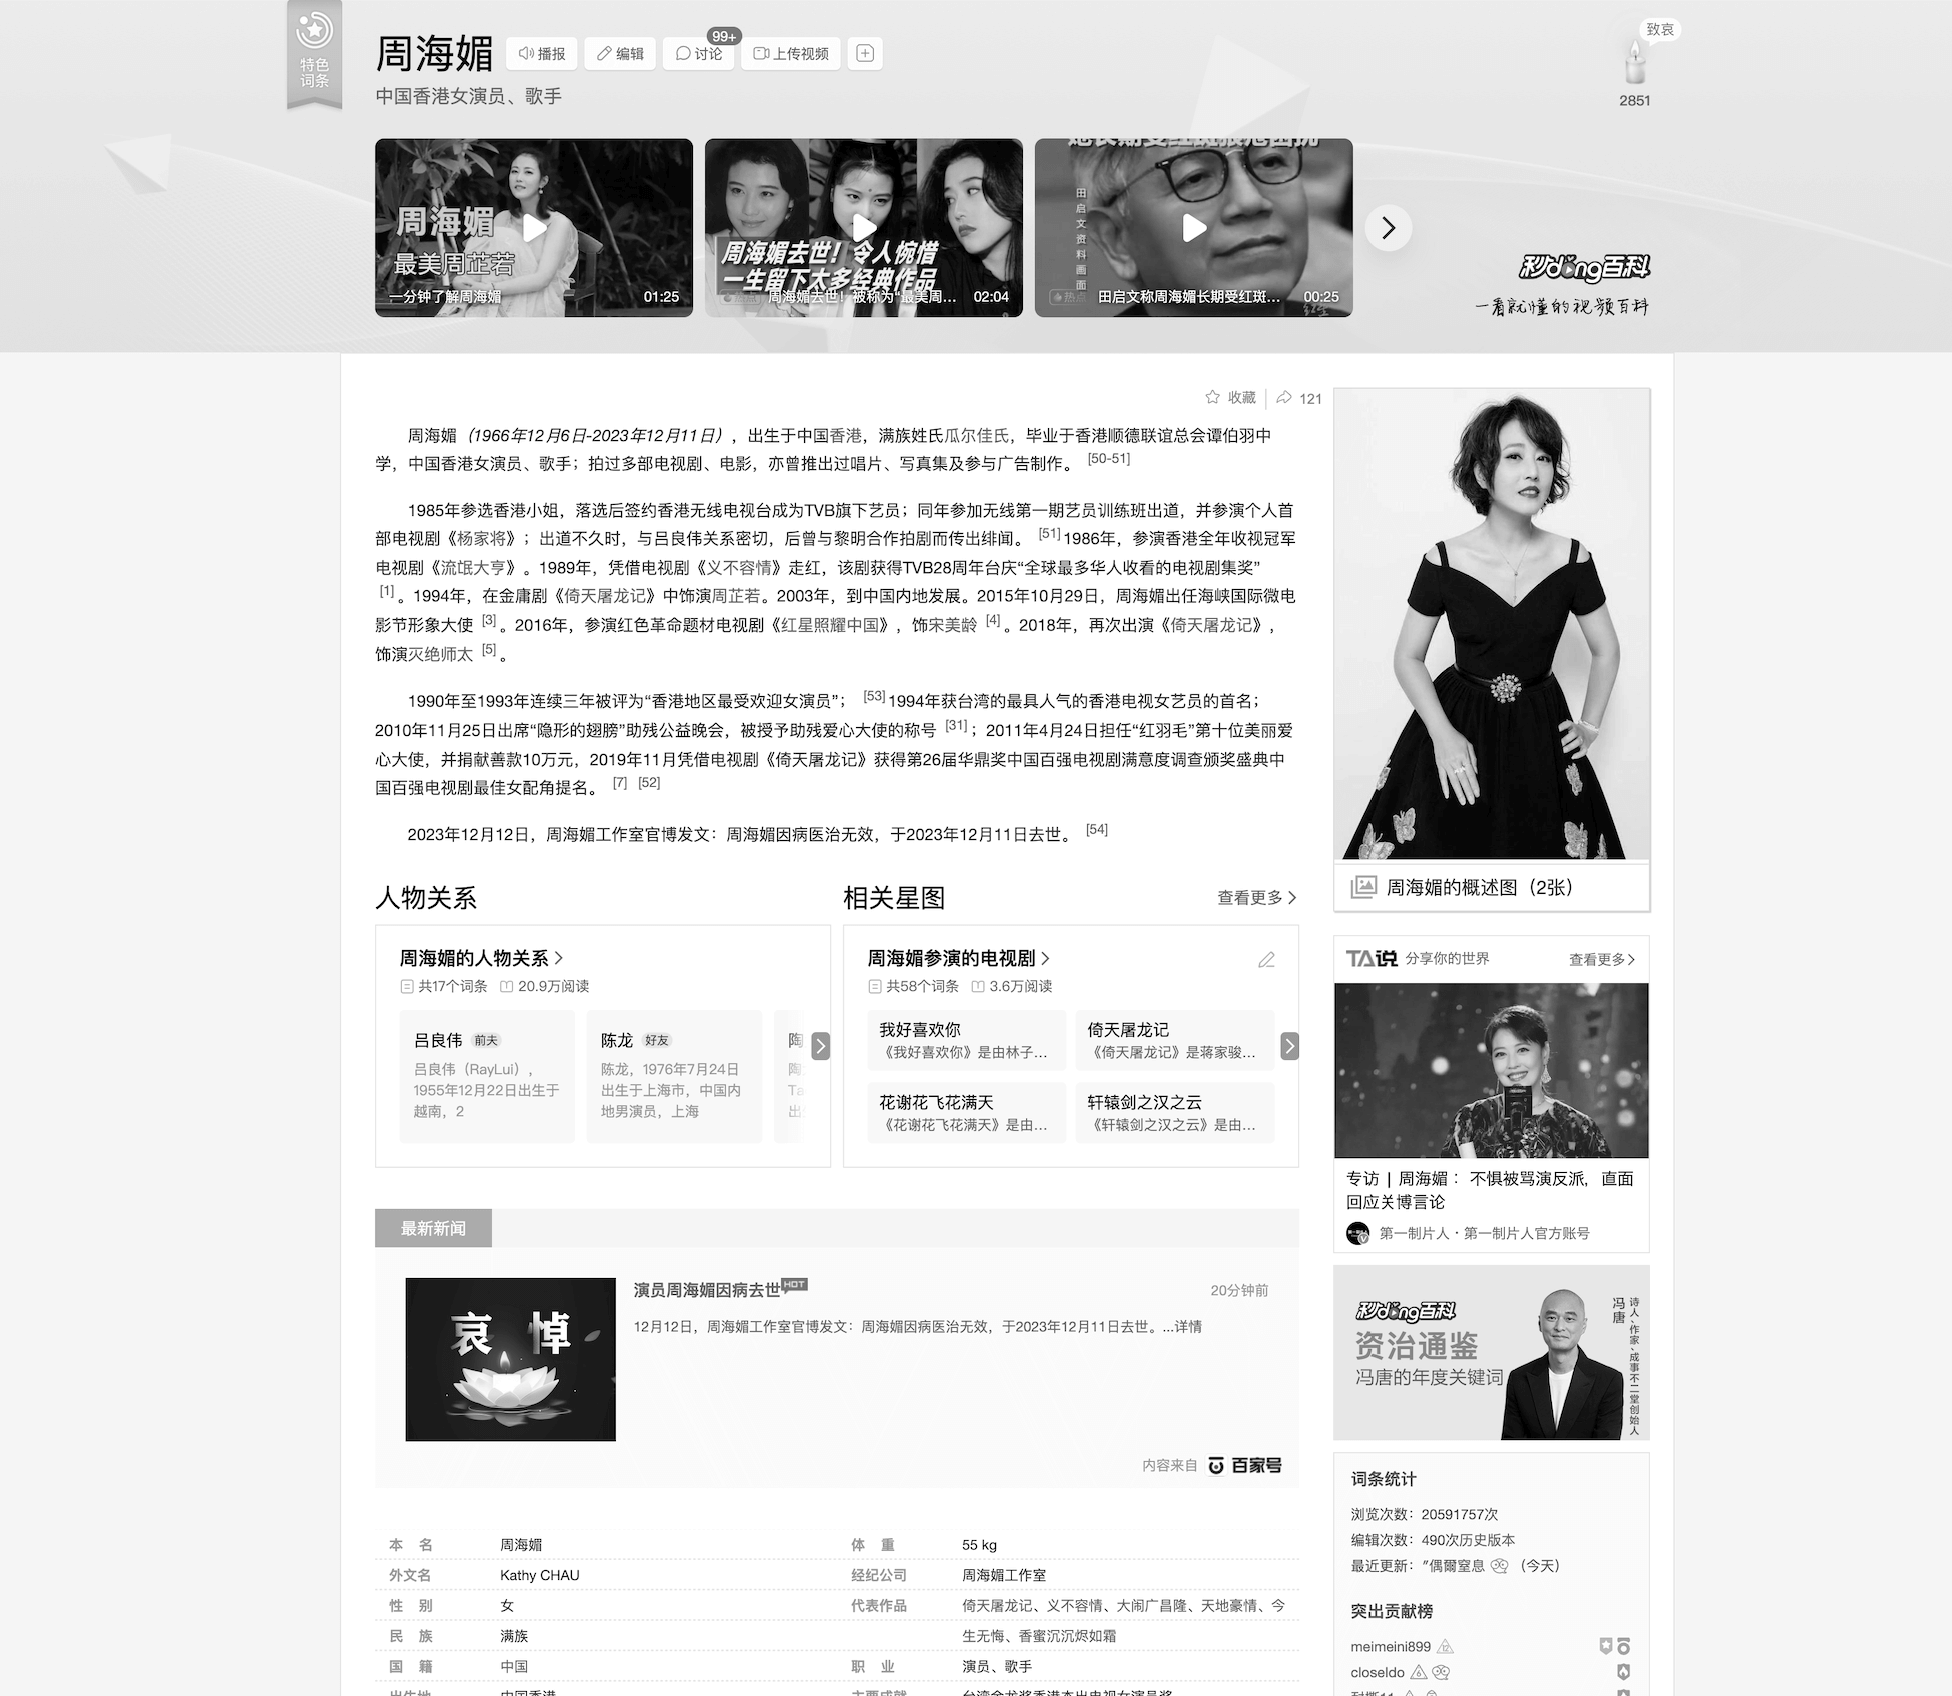 特色
词条
周海媚
播报
编辑
讨论
99+
上传视频
致哀
2851
中国香港女演员、歌手
周海媚
最美周芷若
一分钟了解周海媚
01:25
周海媚去世！令人惋惜
一生留下太多经典作品
周海媚去世！被称为“最美周...
02:04
田启文资料画面
热点
田启文称周海媚长期受红斑...
00:25
秒dong百科
一看就懂的视频百科
收藏
121
周海媚（1966年12月6日-2023年12月11日），出生于中国香港，满族姓氏瓜尔佳氏，毕业于香港顺德联谊总会谭伯羽中
学，中国香港女演员、歌手；拍过多部电视剧、电影，亦曾推出过唱片、写真集及参与广告制作。 [50-51]
1985年参选香港小姐，落选后签约香港无线电视台成为TVB旗下艺员；同年参加无线第一期艺员训练班出道，并参演个人首
部电视剧《杨家将》；出道不久时，与吕良伟关系密切，后曾与黎明合作拍剧而传出绯闻。 [51] 1986年，参演香港全年收视冠军
电视剧《流氓大亨》。1989年，凭借电视剧《义不容情》走红，该剧获得TVB28周年台庆“全球最多华人收看的电视剧集奖”
[1] 。1994年，在金庸剧《倚天屠龙记》中饰演周芷若。2003年，到中国内地发展。2015年10月29日，周海媚出任海峡国际微电
影节形象大使 [3] 。2016年，参演红色革命题材电视剧《红星照耀中国》，饰宋美龄 [4] 。2018年，再次出演《倚天屠龙记》，
饰演灭绝师太 [5] 。
1990年至1993年连续三年被评为“香港地区最受欢迎女演员”； [53] 1994年获台湾的最具人气的香港电视女艺员的首名；
2010年11月25日出席“隐形的翅膀”助残公益晚会，被授予助残爱心大使的称号 [31] ；2011年4月24日担任“红羽毛”第十位美丽爱
心大使，并捐献善款10万元，2019年11月凭借电视剧《倚天屠龙记》获得第26届华鼎奖中国百强电视剧满意度调查颁奖盛典中
国百强电视剧最佳女配角提名。 [7] [52]
2023年12月12日，周海媚工作室官博发文：周海媚因病医治无效，于2023年12月11日去世。 [54]
周海媚的概述图（2张）
人物关系
周海媚的人物关系
共17个词条 20.9万阅读
吕良伟 前夫
吕良伟（RayLui），
1955年12月22日出生于
越南，2
陈龙 好友
陈龙，1976年7月24日
出生于上海市，中国内
地男演员，上海
陶
陶
Ta
出
相关星图
查看更多
周海媚参演的电视剧
共58个词条 3.6万阅读
我好喜欢你
《我好喜欢你》是由林子...
倚天屠龙记
《倚天屠龙记》是蒋家骏...
花谢花飞花满天
《花谢花飞花满天》是由...
轩辕剑之汉之云
《轩辕剑之汉之云》是由...
TA说 分享你的世界
查看更多
专访 | 周海媚： 不惧被骂演反派，直面
回应关博言论
第一制片人・第一制片人官方账号
最新新闻
哀悼
演员周海媚因病去世 HOT
20分钟前
12月12日，周海媚工作室官博发文：周海媚因病医治无效，于2023年12月11日去世。...详情
内容来自 百家号
秒dong百科
资治通鉴
冯唐的年度关键词
冯唐
诗人、作家、成事不二堂创始人
词条统计
浏览次数：20591757次
编辑次数：490次历史版本
最近更新：″偶爾窒息 （今天）
突出贡献榜
meimeini899
closeldo
本 名 周海媚
外文名 Kathy CHAU
性 别 女
民 族 满族
国 籍 中国
出生地 中国香港
体 重 55 kg
经纪公司 周海媚工作室
代表作品 倚天屠龙记、义不容情、大闹广昌隆、天地豪情、今
生无悔、香蜜沉沉烬如霜
职 业 演员、歌手
主要成就